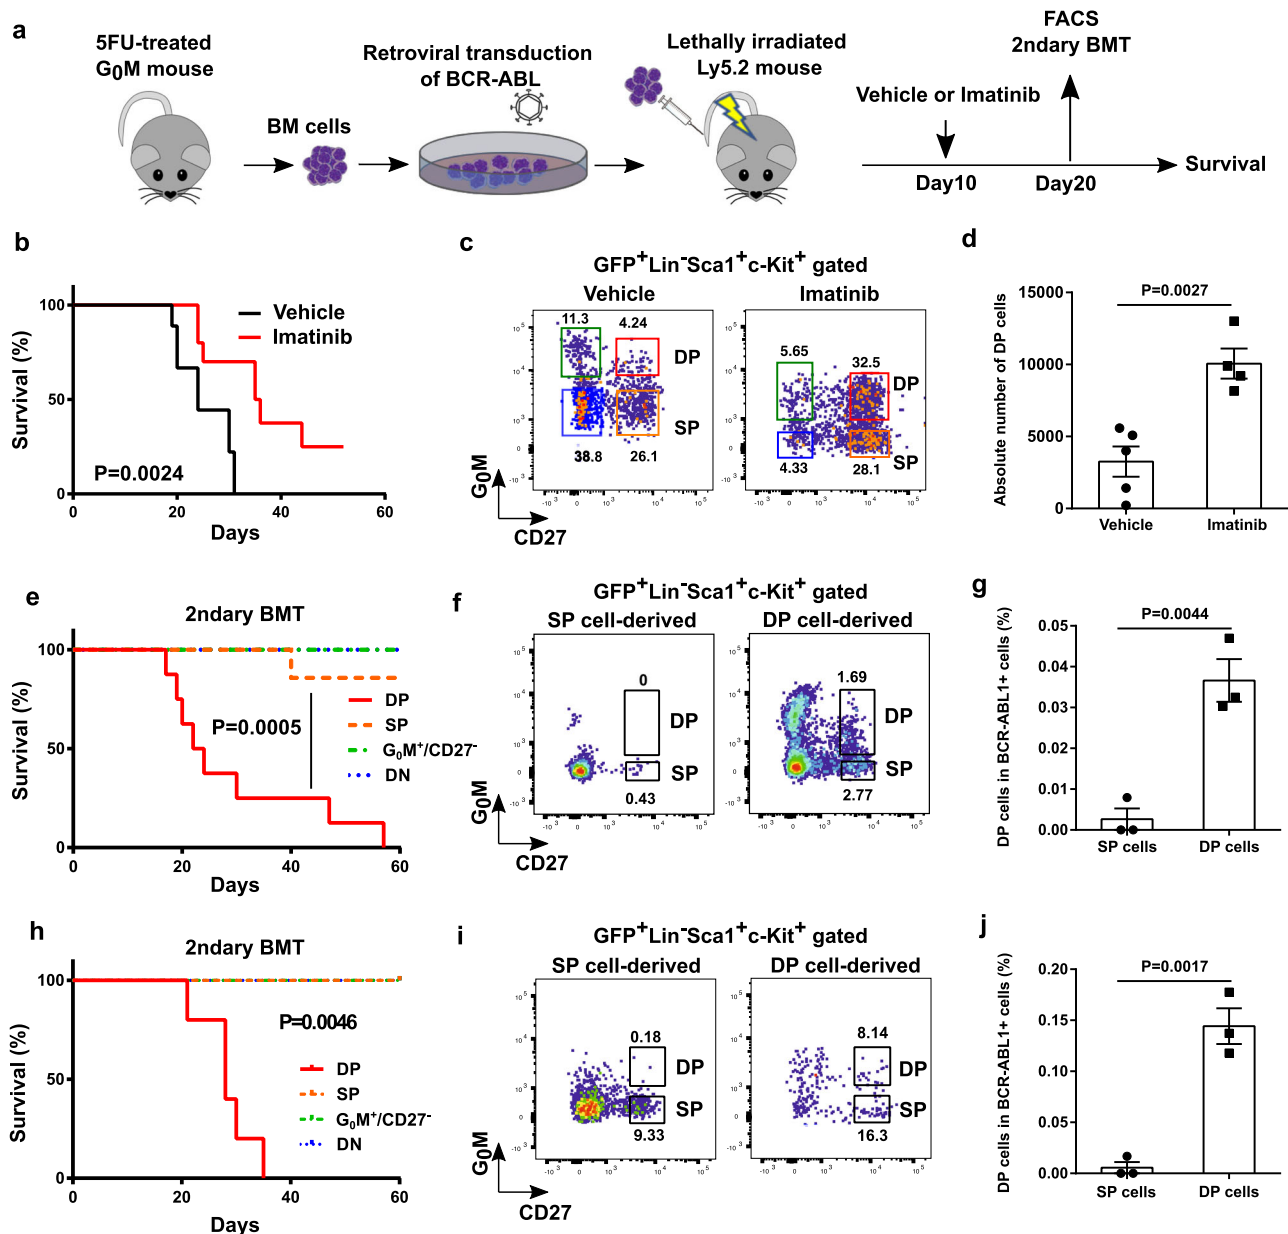 a
5FU-treated
G0M mouse
BM cells
Retroviral transduction
of BCR-ABL
Lethally irradiated
Ly5.2 mouse
FACS
2ndary BMT
Vehicle or Imatinib
Day10
Day20
Survival
b
Survival (%)
100
50
0
0
20
40
60
Days
Vehicle
Imatinib
P=0.0024
c
GFP+Lin-Sca1+c-Kit+ gated
Vehicle
Imatinib
11.3
4.24
DP
SP
38.8
26.1
5.65
32.5
DP
SP
4.33
28.1
G0M
CD27
d
Absolute number of DP cells
P=0.0027
15000
10000
5000
0
Vehicle
Imatinib
e
2ndary BMT
Survival (%)
100
50
0
0
20
40
60
Days
P=0.0005
DP
SP
G0M+/CD27-
DN
f
GFP+Lin-Sca1+c-Kit+ gated
SP cell-derived
DP cell-derived
0
DP
SP
0.43
1.69
DP
SP
2.77
G0M
CD27
g
DP cells in BCR-ABL1+ cells (%)
P=0.0044
0.05
0.04
0.03
0.02
0.01
0.00
SP cells
DP cells
h
2ndary BMT
Survival (%)
100
50
0
0
20
40
60
Days
P=0.0046
DP
SP
G0M+/CD27-
DN
i
GFP+Lin-Sca1+c-Kit+ gated
SP cell-derived
DP cell-derived
0.18
DP
SP
9.33
8.14
DP
SP
16.3
G0M
CD27
j
DP cells in BCR-ABL1+ cells (%)
P=0.0017
0.20
0.15
0.10
0.05
0.00
SP cells
DP cells